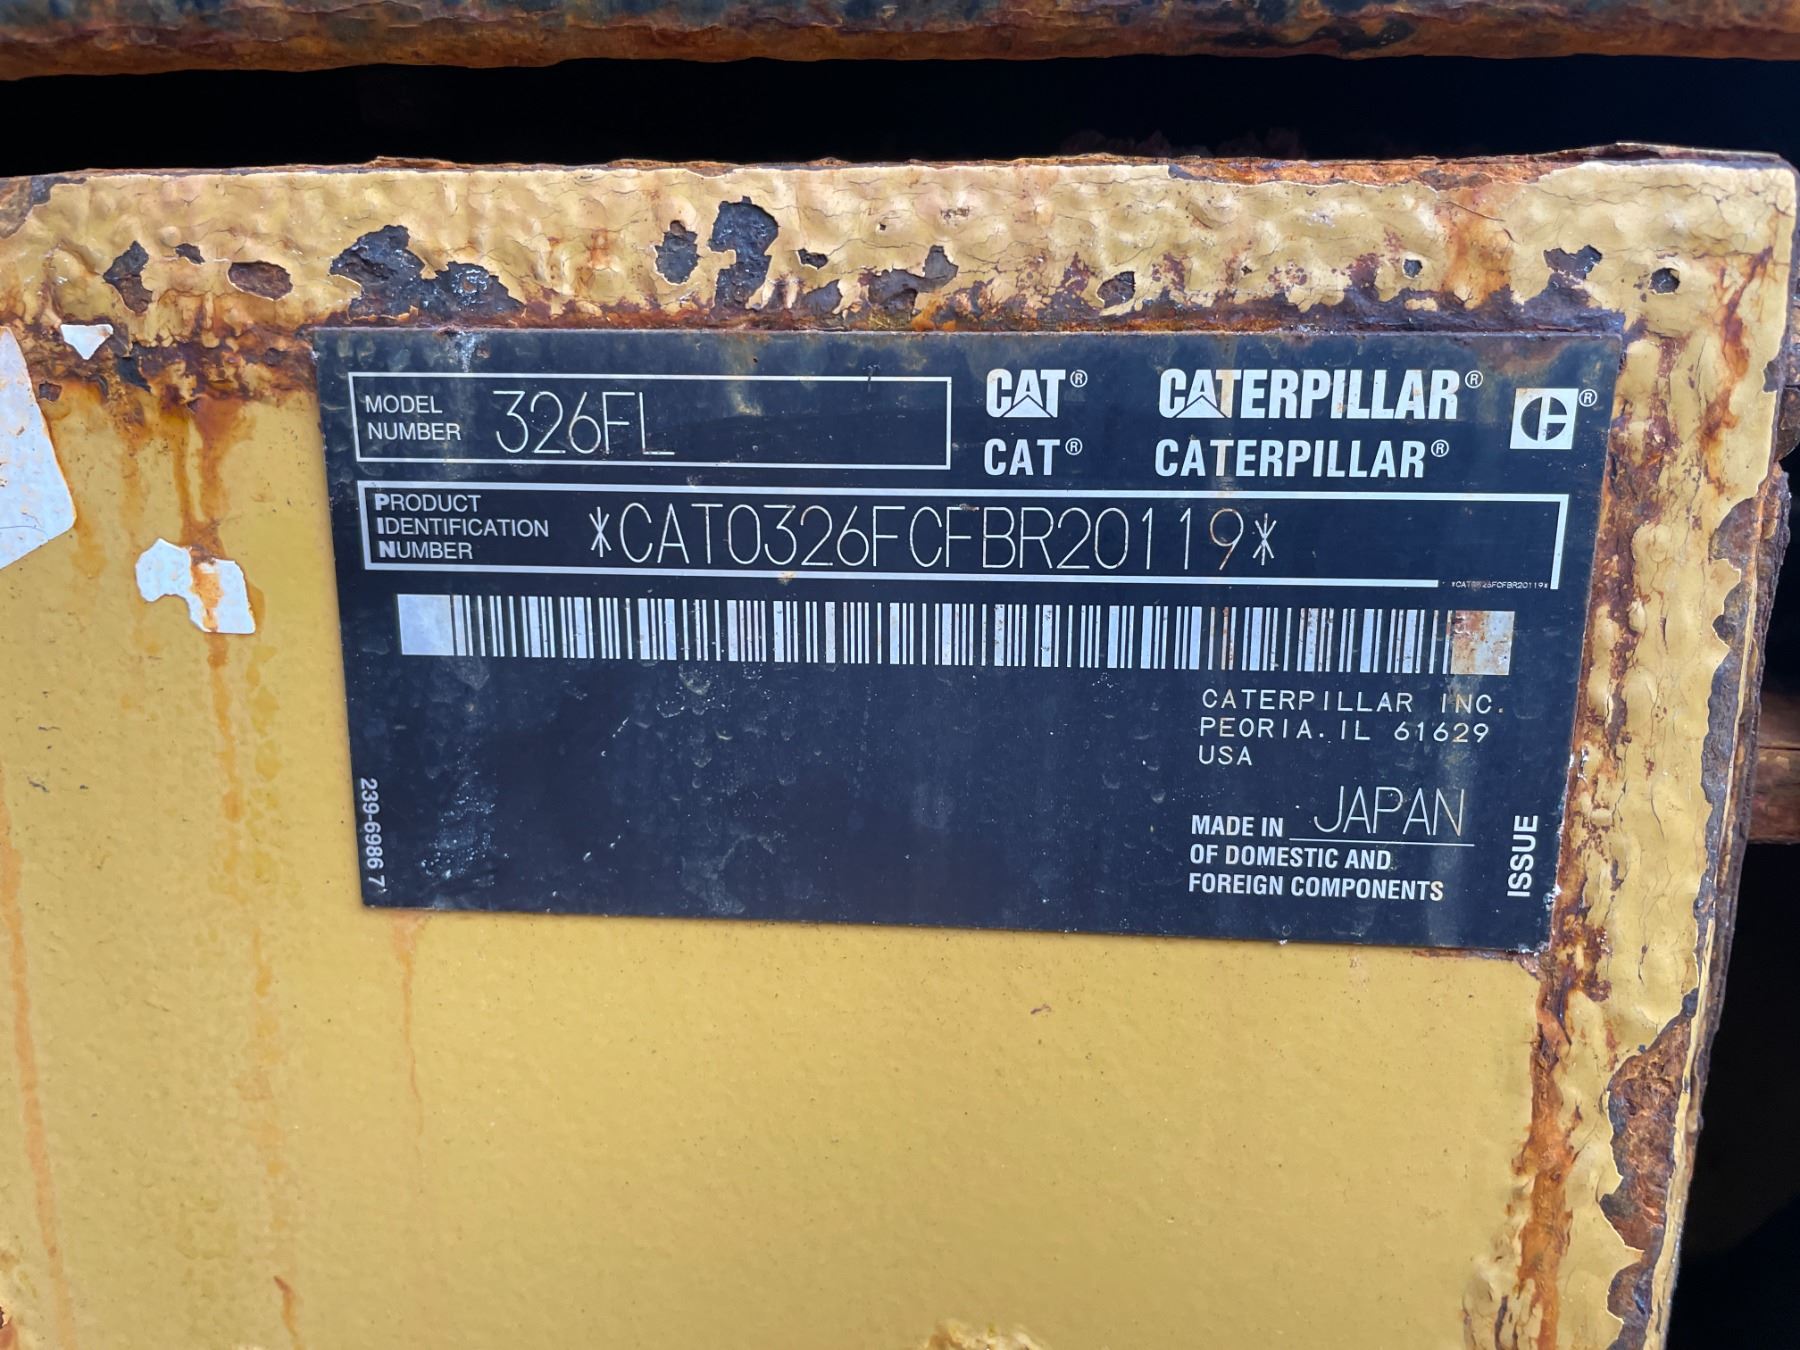 MODEL
NUMBER
326FL
CAT® CATERPILLAR® ®
CAT® CATERPILLAR®
PRODUCT
IDENTIFICATION
NUMBER
*CAT0326FCFBR20119*
*CAT0326FCFBR20119*
CATERPILLAR INC.
PEORIA. IL 61629
USA
MADE IN JAPAN
OF DOMESTIC AND
FOREIGN COMPONENTS
ISSUE
239-6986 7